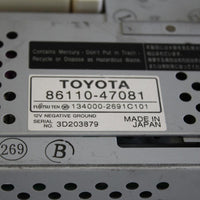 Contains Mercury - Don't Put in Trash!
Recycle or Dispose as Hazardous Waste.
TOYOTA
86110-47081
FUJITSU TEN 134000-2691C101
12V NEGATIVE GROUND
SERIAL NO. 3D203879
MADE IN JAPAN
269
B